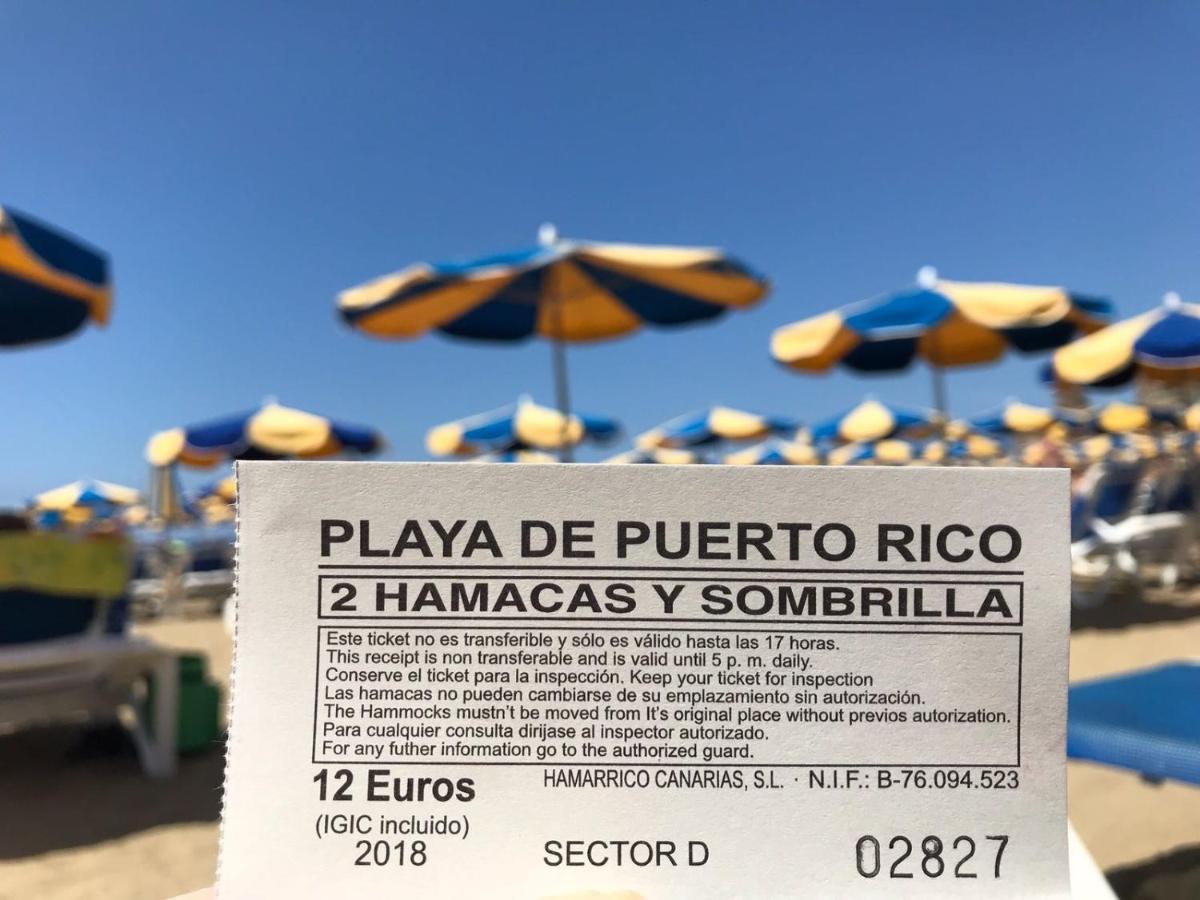 PLAYA DE PUERTO RICO
2 HAMACAS Y SOMBRILLA
Este ticket no es transferible y sólo es válido hasta las 17 horas.
This receipt is non transferable and is valid until 5 p. m. daily.
Conserve el ticket para la inspección. Keep your ticket for inspection
Las hamacas no pueden cambiarse de su emplazamiento sin autorización.
The Hammocks mustn't be moved from It's original place without previos autorization.
Para cualquier consulta dirijase al inspector autorizado.
For any futher information go to the authorized guard.
12 Euros HAMARRICO CANARIAS, S.L. · N.I.F.: B-76.094.523
(IGIC incluido)
2018 SECTOR D 02827